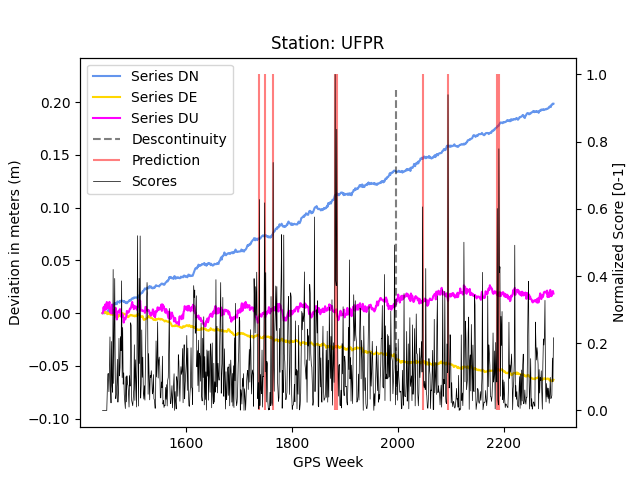 Station: UFPR
Series DN
Series DE
Series DU
Descontinuity
Prediction
Scores
Deviation in meters (m)
0.20
0.15
0.10
0.05
0.00
−0.05
−0.10
1.0
0.8
0.6
0.4
0.2
0.0
Normalized Score [0-1]
1600
1800
2000
2200
GPS Week